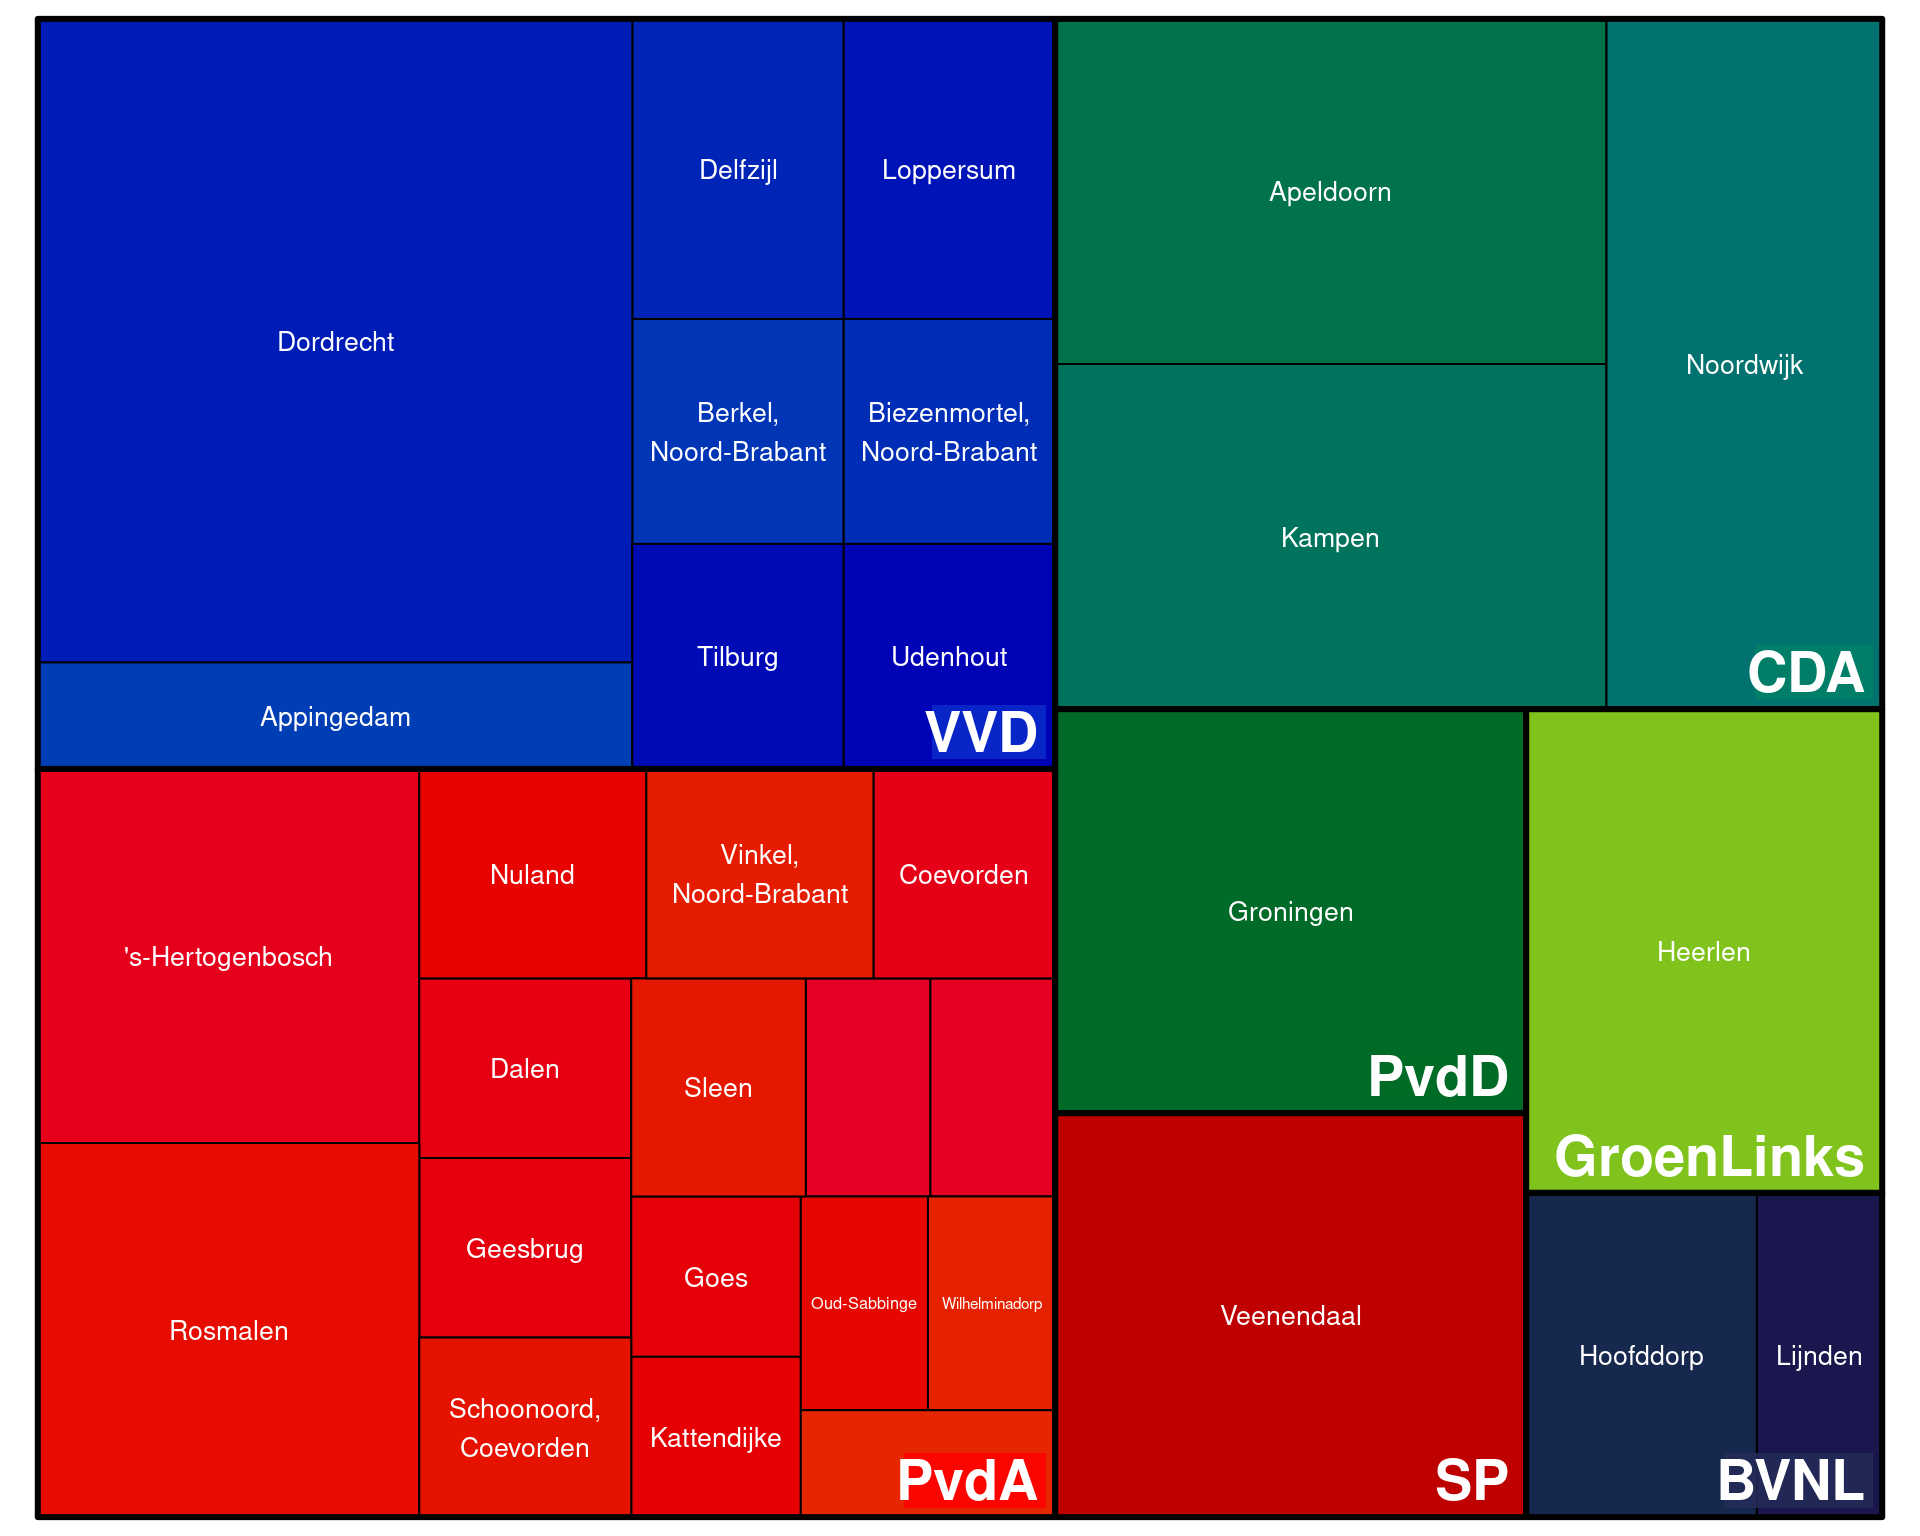 Dordrecht
Appingedam
Delfzijl
Loppersum
Berkel,
Noord-Brabant
Biezenmortel,
Noord-Brabant
Tilburg
Udenhout
VVD
Apeldoorn
Kampen
Noordwijk
CDA
's-Hertogenbosch
Rosmalen
Nuland
Vinkel,
Noord-Brabant
Coevorden
Dalen
Sleen
Geesbrug
Schoonoord,
Coevorden
Goes
Kattendijke
Oud-Sabbinge
Wilhelminadorp
PvdA
Groningen
PvdD
Heerlen
GroenLinks
Veenendaal
SP
Hoofddorp
Lijnden
BVNL